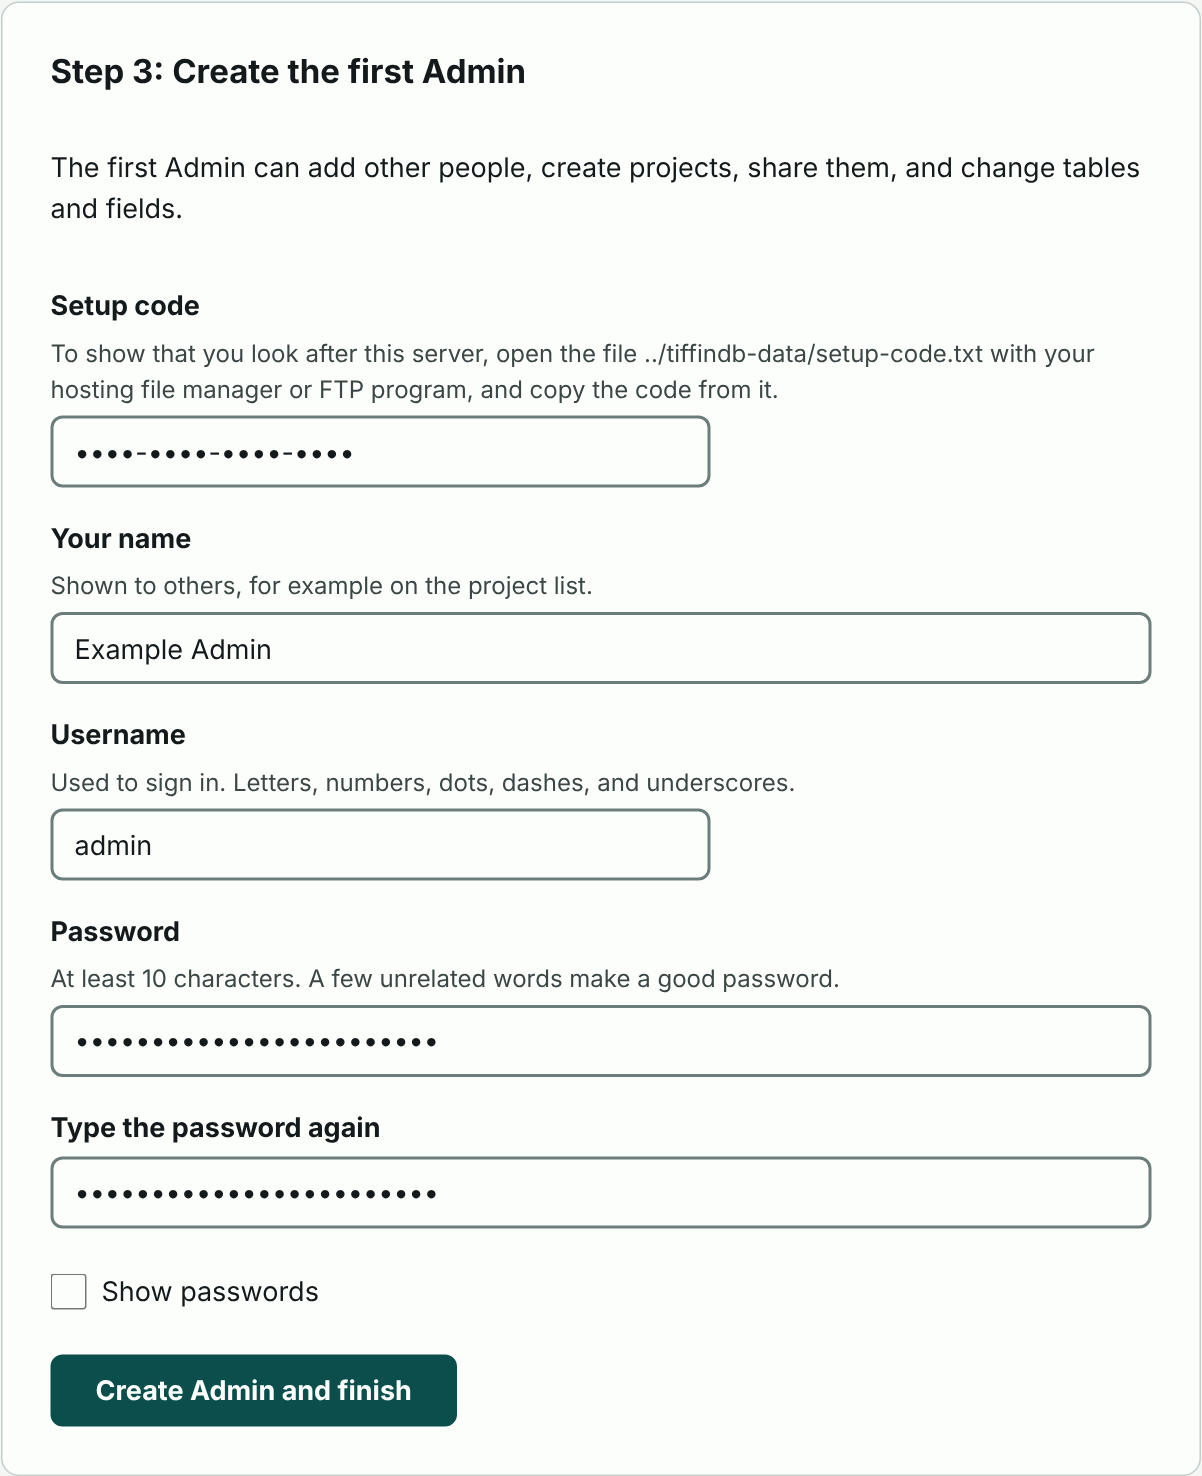 Step 3: Create the first Admin
The first Admin can add other people, create projects, share them, and change tables
and fields.
Setup code
To show that you look after this server, open the file ../tiffindb-data/setup-code.txt with your
hosting file manager or FTP program, and copy the code from it.
••••-••••-••••-••••
Your name
Shown to others, for example on the project list.
Example Admin
Username
Used to sign in. Letters, numbers, dots, dashes, and underscores.
admin
Password
At least 10 characters. A few unrelated words make a good password.
••••••••••••••••••••••••
Type the password again
••••••••••••••••••••••••
Show passwords
Create Admin and finish